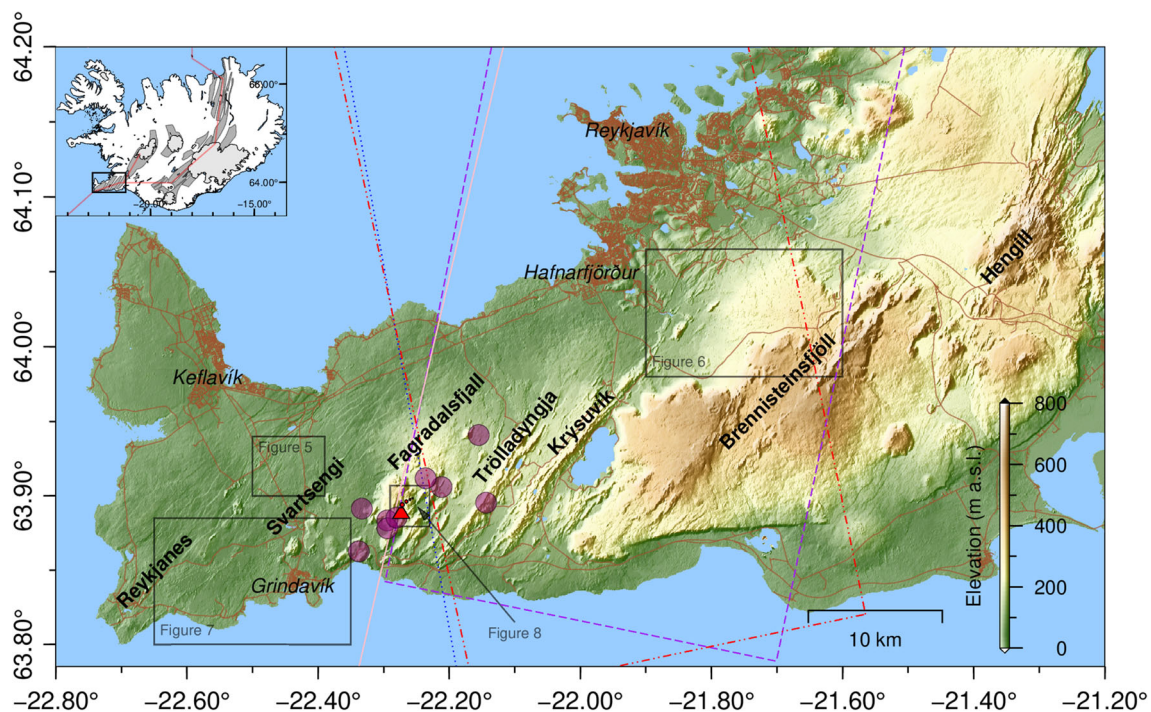 64.20°
64.10°
64.00°
63.90°
63.80°
66.00°
64.00°
−20.00°
−15.00°
Reykjavík
Hafnarfjörður
Keflavík
Hengill
Figure 6
Brennisteinsfjöll
Fagradalsfjall
Trölladyngja
Krýsuvík
Figure 5
Svartsengi
Reykjanes
Grindavík
Figure 7
Figure 8
10 km
Elevation (m a.s.l.)
800
600
400
200
0
−22.80° −22.60° −22.40° −22.20° −22.00° −21.80° −21.60° −21.40° −21.20°